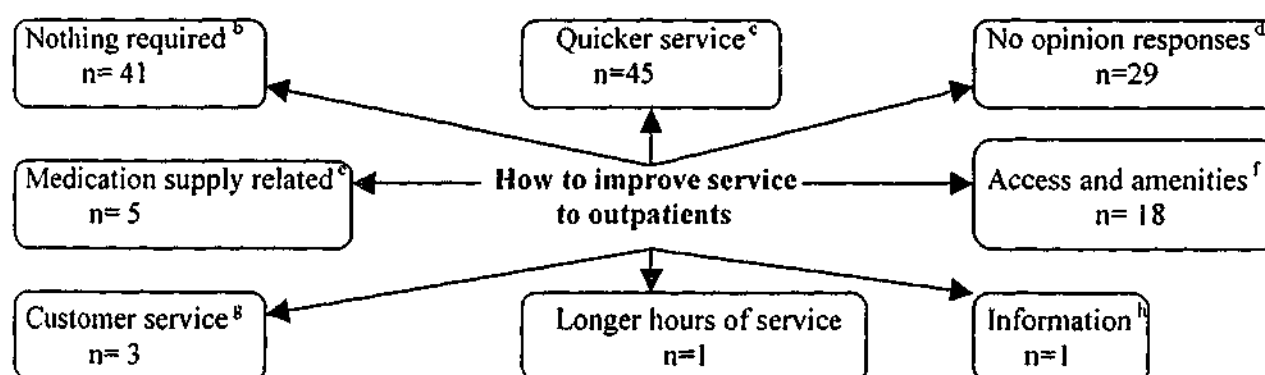 Nothing required b
n= 41
Quicker service c
n=45
No opinion responses d
n=29
Medication supply related e
n= 5
How to improve service
to outpatients
Access and amenities f
n= 18
Customer service g
n= 3
Longer hours of service
n=1
Information h
n=1